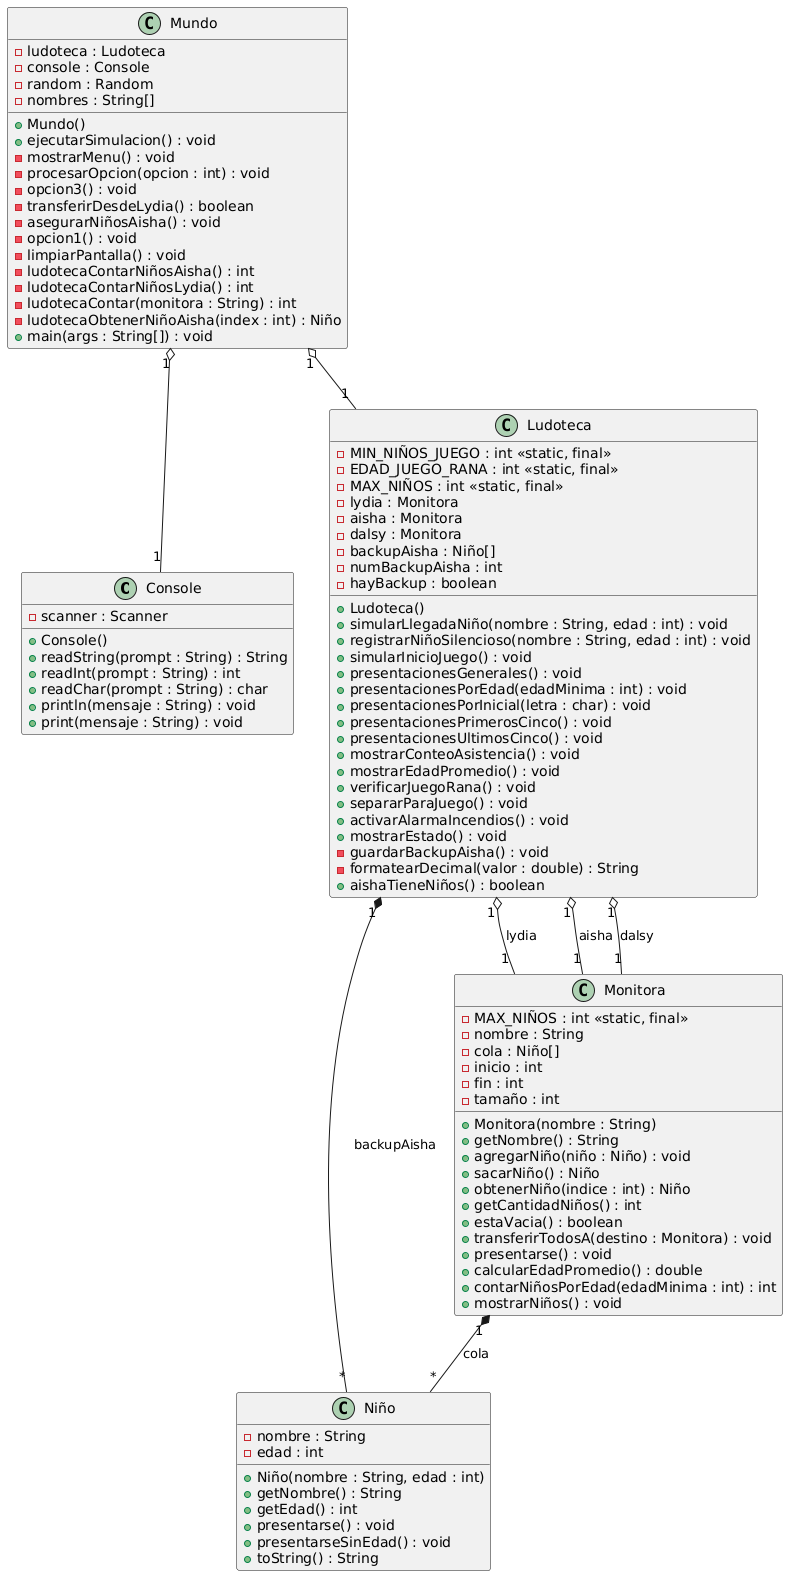 C Mundo
ludoteca : Ludoteca
console : Console
random : Random
nombres : String[]
Mundo()
ejecutarSimulacion() : void
mostrarMenu() : void
procesarOpcion(opcion : int) : void
opcion3() : void
transferirDesdeLydia() : boolean
asegurarNiñosAisha() : void
opcion1() : void
limpiarPantalla() : void
ludotecaContarNiñosAisha() : int
ludotecaContarNiñosLydia() : int
ludotecaContar(monitora : String) : int
ludotecaObtenerNiñoAisha(index : int) : Niño
main(args : String[]) : void
1
1
1
1
C Ludoteca
MIN_NIÑOS_JUEGO : int «static, final»
EDAD_JUEGO_RANA : int «static, final»
MAX_NIÑOS : int «static, final»
lydia : Monitora
aisha : Monitora
dalsy : Monitora
backupAisha : Niño[]
numBackupAisha : int
hayBackup : boolean
Ludoteca()
simularLlegadaNiño(nombre : String, edad : int) : void
registrarNiñoSilencioso(nombre : String, edad : int) : void
simularInicioJuego() : void
presentacionesGenerales() : void
presentacionesPorEdad(edadMinima : int) : void
presentacionesPorInicial(letra : char) : void
presentacionesPrimerosCinco() : void
presentacionesUltimosCinco() : void
mostrarConteoAsistencia() : void
mostrarEdadPromedio() : void
verificarJuegoRana() : void
separarParaJuego() : void
activarAlarmaIncendios() : void
mostrarEstado() : void
guardarBackupAisha() : void
formatearDecimal(valor : double) : String
aishaTieneNiños() : boolean
C Console
scanner : Scanner
Console()
readString(prompt : String) : String
readInt(prompt : String) : int
readChar(prompt : String) : char
println(mensaje : String) : void
print(mensaje : String) : void
1
1
1
1
lydia
aisha
dalsy
1
1
1
C Monitora
MAX_NIÑOS : int «static, final»
nombre : String
cola : Niño[]
inicio : int
fin : int
tamaño : int
Monitora(nombre : String)
getNombre() : String
agregarNiño(niño : Niño) : void
sacarNiño() : Niño
obtenerNiño(indice : int) : Niño
getCantidadNiños() : int
estaVacia() : boolean
transferirTodosA(destino : Monitora) : void
presentarse() : void
calcularEdadPromedio() : double
contarNiñosPorEdad(edadMinima : int) : int
mostrarNiños() : void
backupAisha
1
cola
*
*
C Niño
nombre : String
edad : int
Niño(nombre : String, edad : int)
getNombre() : String
getEdad() : int
presentarse() : void
presentarseSinEdad() : void
toString() : String